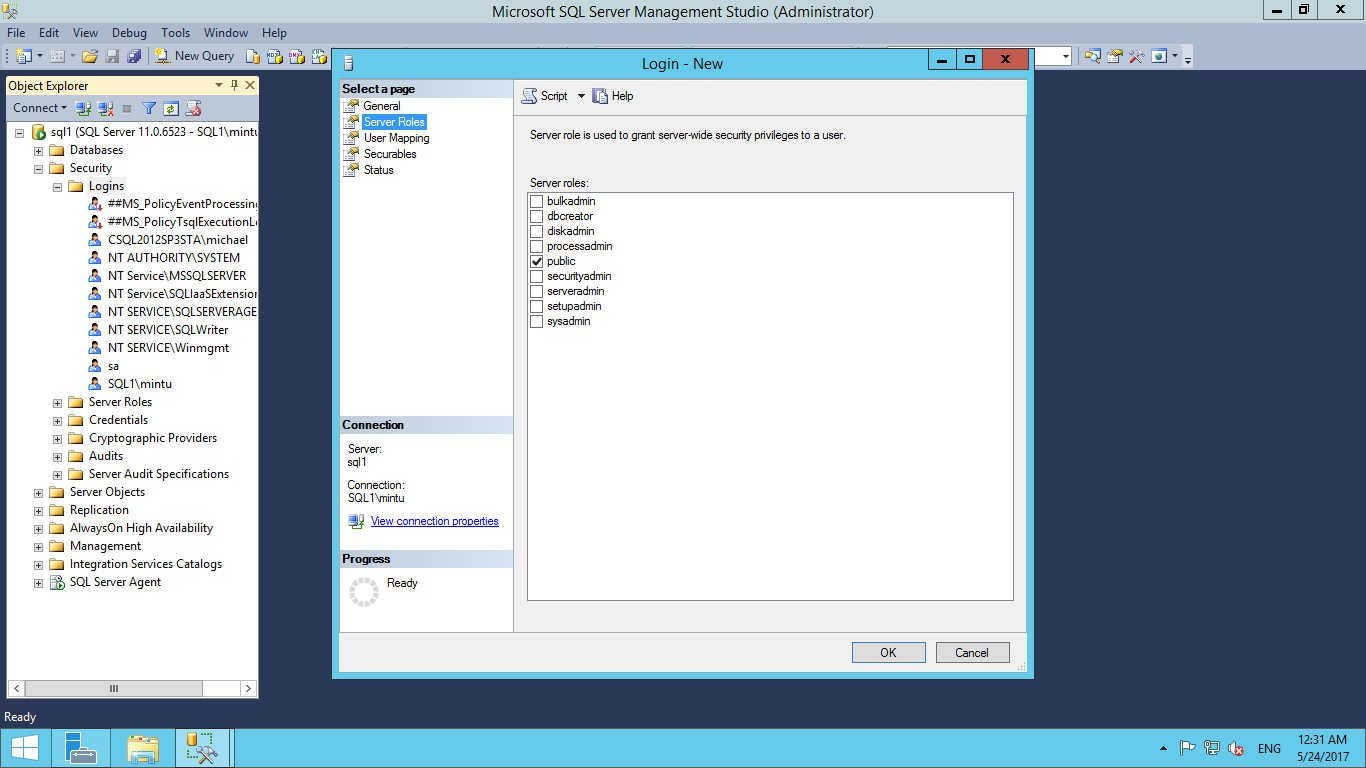 Microsoft SQL Server Management Studio (Administrator)
File Edit View Debug Tools Window Help
New Query
Object Explorer
Connect
sql1 (SQL Server 11.0.6523 - SQL1\mintu
Databases
Security
Logins
##MS_PolicyEventProcessing
##MS_PolicyTsqlExecutionLo
CSQL2012SP3STA\michael
NT AUTHORITY\SYSTEM
NT Service\MSSQLSERVER
NT Service\SQLIaaSExtension
NT SERVICE\SQLSERVERAGE
NT SERVICE\SQLWriter
NT SERVICE\Winmgmt
sa
SQL1\mintu
Server Roles
Credentials
Cryptographic Providers
Audits
Server Audit Specifications
Server Objects
Replication
AlwaysOn High Availability
Management
Integration Services Catalogs
SQL Server Agent
Login - New
Select a page
General
Server Roles
User Mapping
Securables
Status
Connection
Server:
sql1
Connection:
SQL1\mintu
View connection properties
Progress
Ready
Script Help
Server role is used to grant server-wide security privileges to a user.
Server roles:
bulkadmin
dbcreator
diskadmin
processadmin
public
securityadmin
serveradmin
setupadmin
sysadmin
OK Cancel
Ready
ENG
12:31 AM
5/24/2017